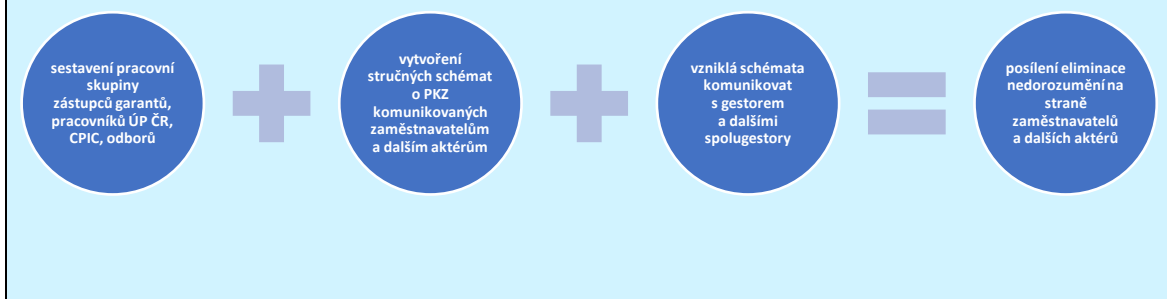 sestavení pracovní
skupiny
zástupců garantů,
pracovníků ÚP ČR,
CPIC, odborů
vytvoření
stručných schémat
o PKZ
komunikovaných
zaměstnavatelům
a dalším aktérům
vzniklá schémata
komunikovat
s gestorem
a dalšími
spolugestory
posílení eliminace
nedorozumění na
straně
zaměstnavatelů
a dalších aktérů